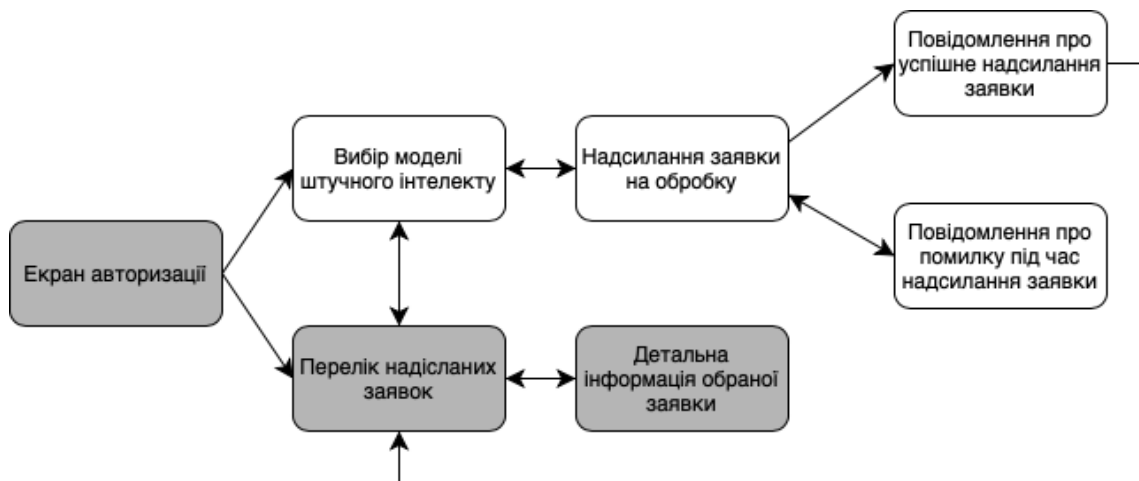 Повідомлення про
успішне надсилання
заявки
Вибір моделі
штучного інтелекту
Надсилання заявки
на обробку
Екран авторизації
Повідомлення про
помилку під час
надсилання заявки
Перелік надісланих
заявок
Детальна
інформація обраної
заявки